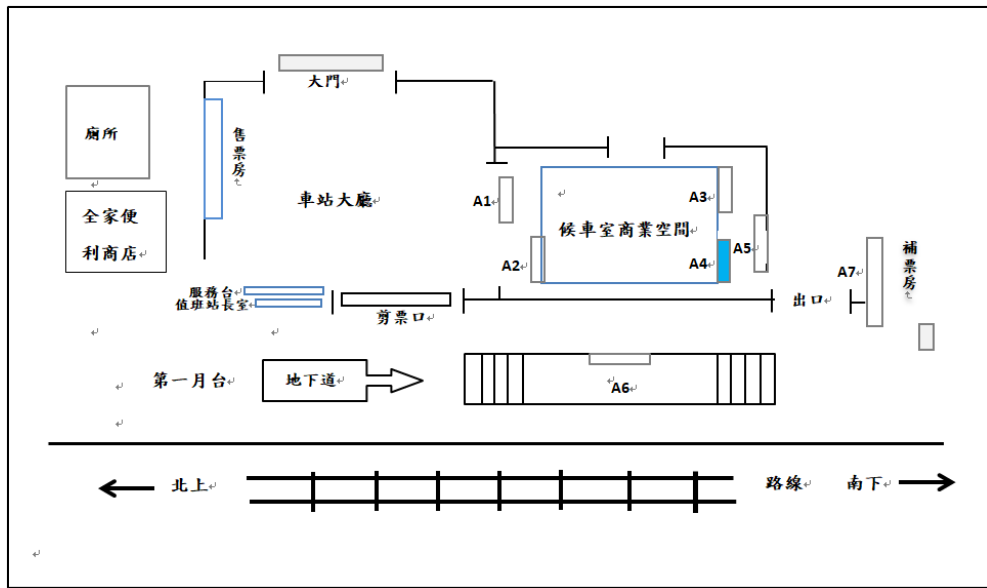 大門
廁所
售票房
A3
A1
車站大廳
全家便
利商店
候車室商業空間
A5
A2
A4
A7
補票房
服務台
值班站長室
剪票口
出口
第一月台
地下道
A6
北上
路線
南下